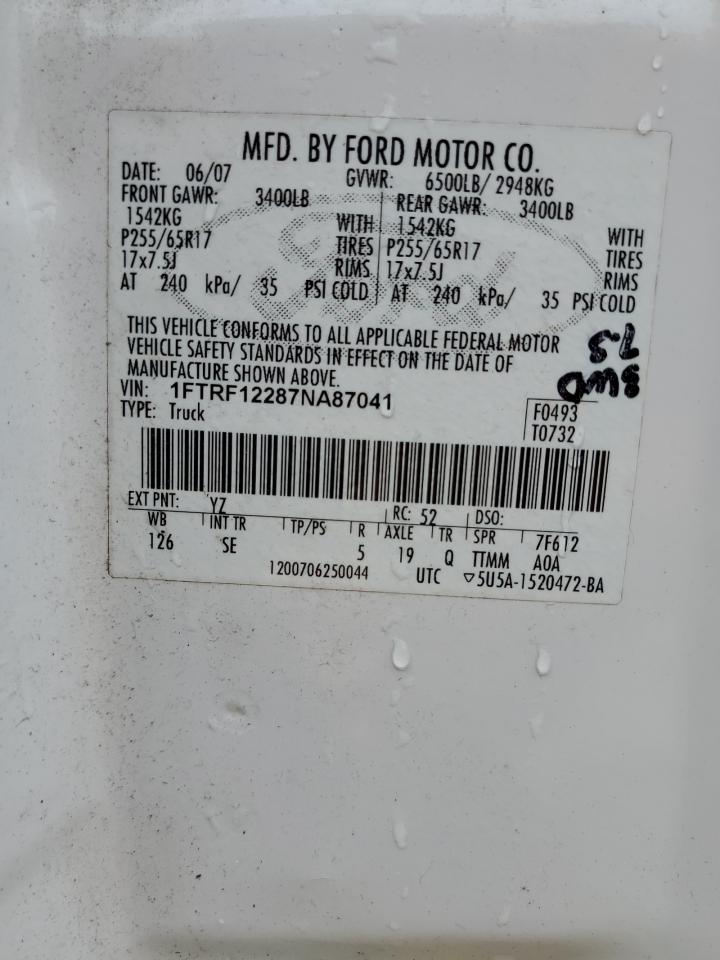 MFD. BY FORD MOTOR CO.
DATE: 06/07 GVWR: 6500LB/ 2948KG
FRONT GAWR: 3400LB REAR GAWR: 3400LB
1542KG WITH 1542KG WITH
P255/65R17 TIRES P255/65R17 TIRES
17x7.5J RIMS 17x7.5J RIMS
AT 240 kPa/ 35 PSI COLD AT 240 kPa/ 35 PSI COLD
THIS VEHICLE CONFORMS TO ALL APPLICABLE FEDERAL MOTOR
VEHICLE SAFETY STANDARDS IN EFFECT ON THE DATE OF
MANUFACTURE SHOWN ABOVE.
VIN: 1FTRF12287NA87041
TYPE: Truck F0493
T0732
EXT PNT: YZ RC: 52 DSO:
WB INT TR TP/PS R AXLE TR SPR 7F612
126 SE 5 19 Q TTMM AOA
1200706250044 UTC ▽5U5A-1520472-BA